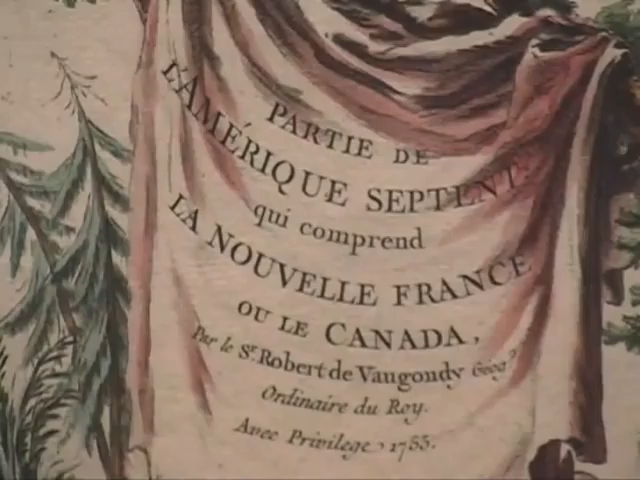 PARTIE DE
L'AMÉRIQUE SEPTENT.
qui comprend
LA NOUVELLE FRANCE
OU LE CANADA,
Par le Sr. Robert de Vaugondy Géogr.
Ordinaire du Roy.
Avec Privilege 1755.